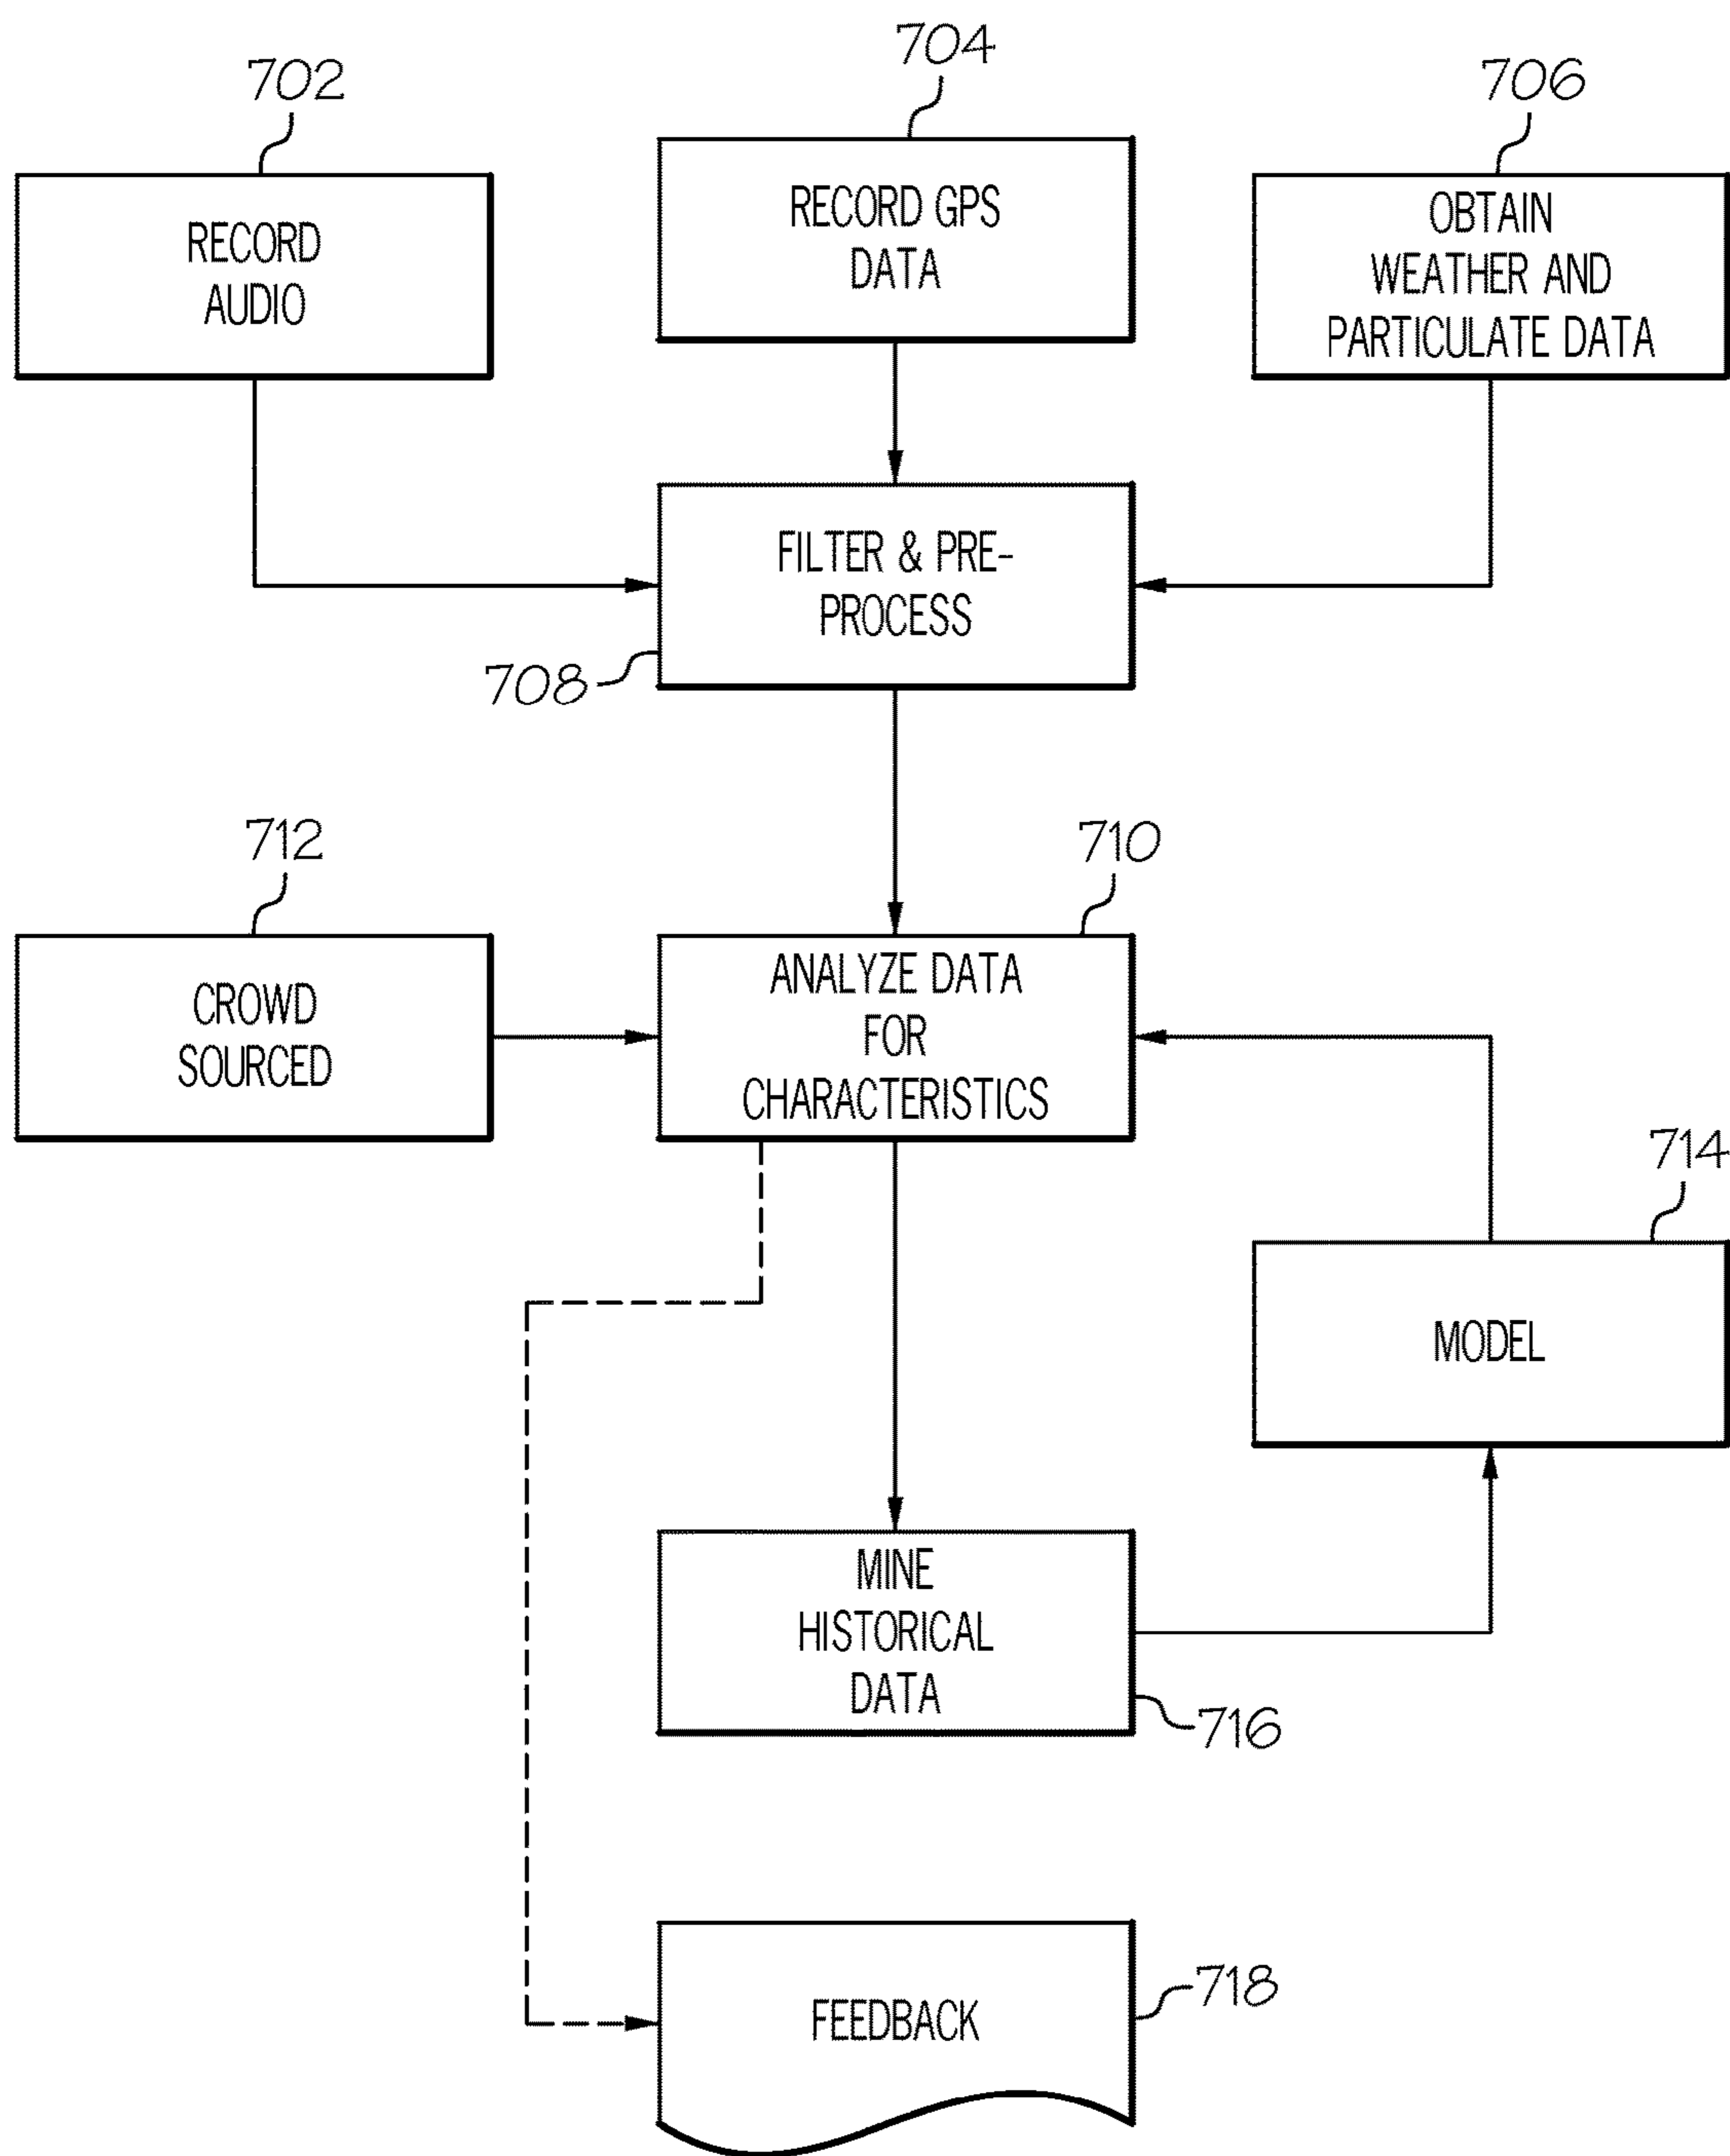 702
704
706
RECORD
AUDIO
RECORD GPS
DATA
OBTAIN
WEATHER AND
PARTICULATE DATA
FILTER & PRE-
PROCESS
708
712
710
CROWD
SOURCED
ANALYZE DATA
FOR
CHARACTERISTICS
714
MODEL
MINE
HISTORICAL
DATA
716
FEEDBACK
718